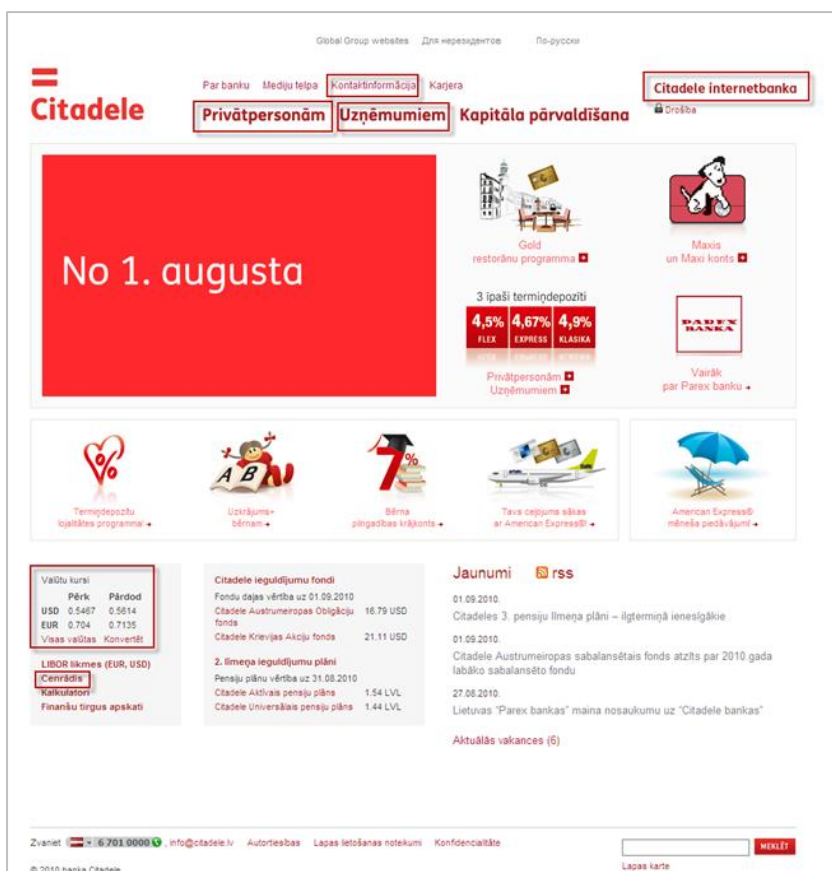 Global Group websites Для нерезидентов По-русски
Citadele
Par banku Mediju telpa Kontaktinformācija Karjera
Privātpersonām Uzņēmumiem Kapitāla pārvaldīšana
Citadele internetbanka
Drošība
No 1. augusta
Gold
restorānu programma
Maxis
un Maxi konts
3 īpaši termiņdepozīti
4,5% 4,67% 4,9%
FLEX EXPRESS KLASIKA
Privātpersonām
Uzņēmumiem
PAREX
BANKA
Vairāk
par Parex banku
%
Termiņdepozītu
lojalitātes programma!
A B
Uzkrājums+
bērnam
7%
Bērna
pilngadības krājkonts
Tavs ceļojums sākas
ar American Express®!
American Express®
mēneša piedāvājumi!
Valūtu kursi
Pērk Pārdod
USD 0.5467 0.5614
EUR 0.704 0.7135
Visas valūtas Konvertēt
LIBOR likmes (EUR, USD)
Cenrādis
Kalkulatori
Finanšu tirgus apskati
Citadele ieguldījumu fondi
Fondu daļas vērtība uz 01.09.2010
Citadele Austrumeiropas Obligāciju fonds 16.79 USD
Citadele Krievijas Akciju fonds 21.11 USD
2. līmeņa ieguldījumu plāni
Pensiju plānu vērtība uz 31.08.2010
Citadele Aktīvais pensiju plāns 1.54 LVL
Citadele Universālais pensiju plāns 1.44 LVL
Jaunumi rss
01.09.2010.
Citadeles 3. pensiju līmeņa plāni – ilgtermiņā ienesīgākie
01.09.2010.
Citadele Austrumeiropas sabalansētais fonds atzīts par 2010.gada
labāko sabalansēto fondu
27.08.2010.
Lietuvas "Parex bankas" maina nosaukumu uz "Citadele bankas"
Aktuālās vakances (6)
Zvaniet 6 701 0000 , info@citadele.lv Autortiesības Lapas lietošanas noteikumi Konfidencialitāte
MEKLĒT
Lapas karte
© 2010 banka Citadele